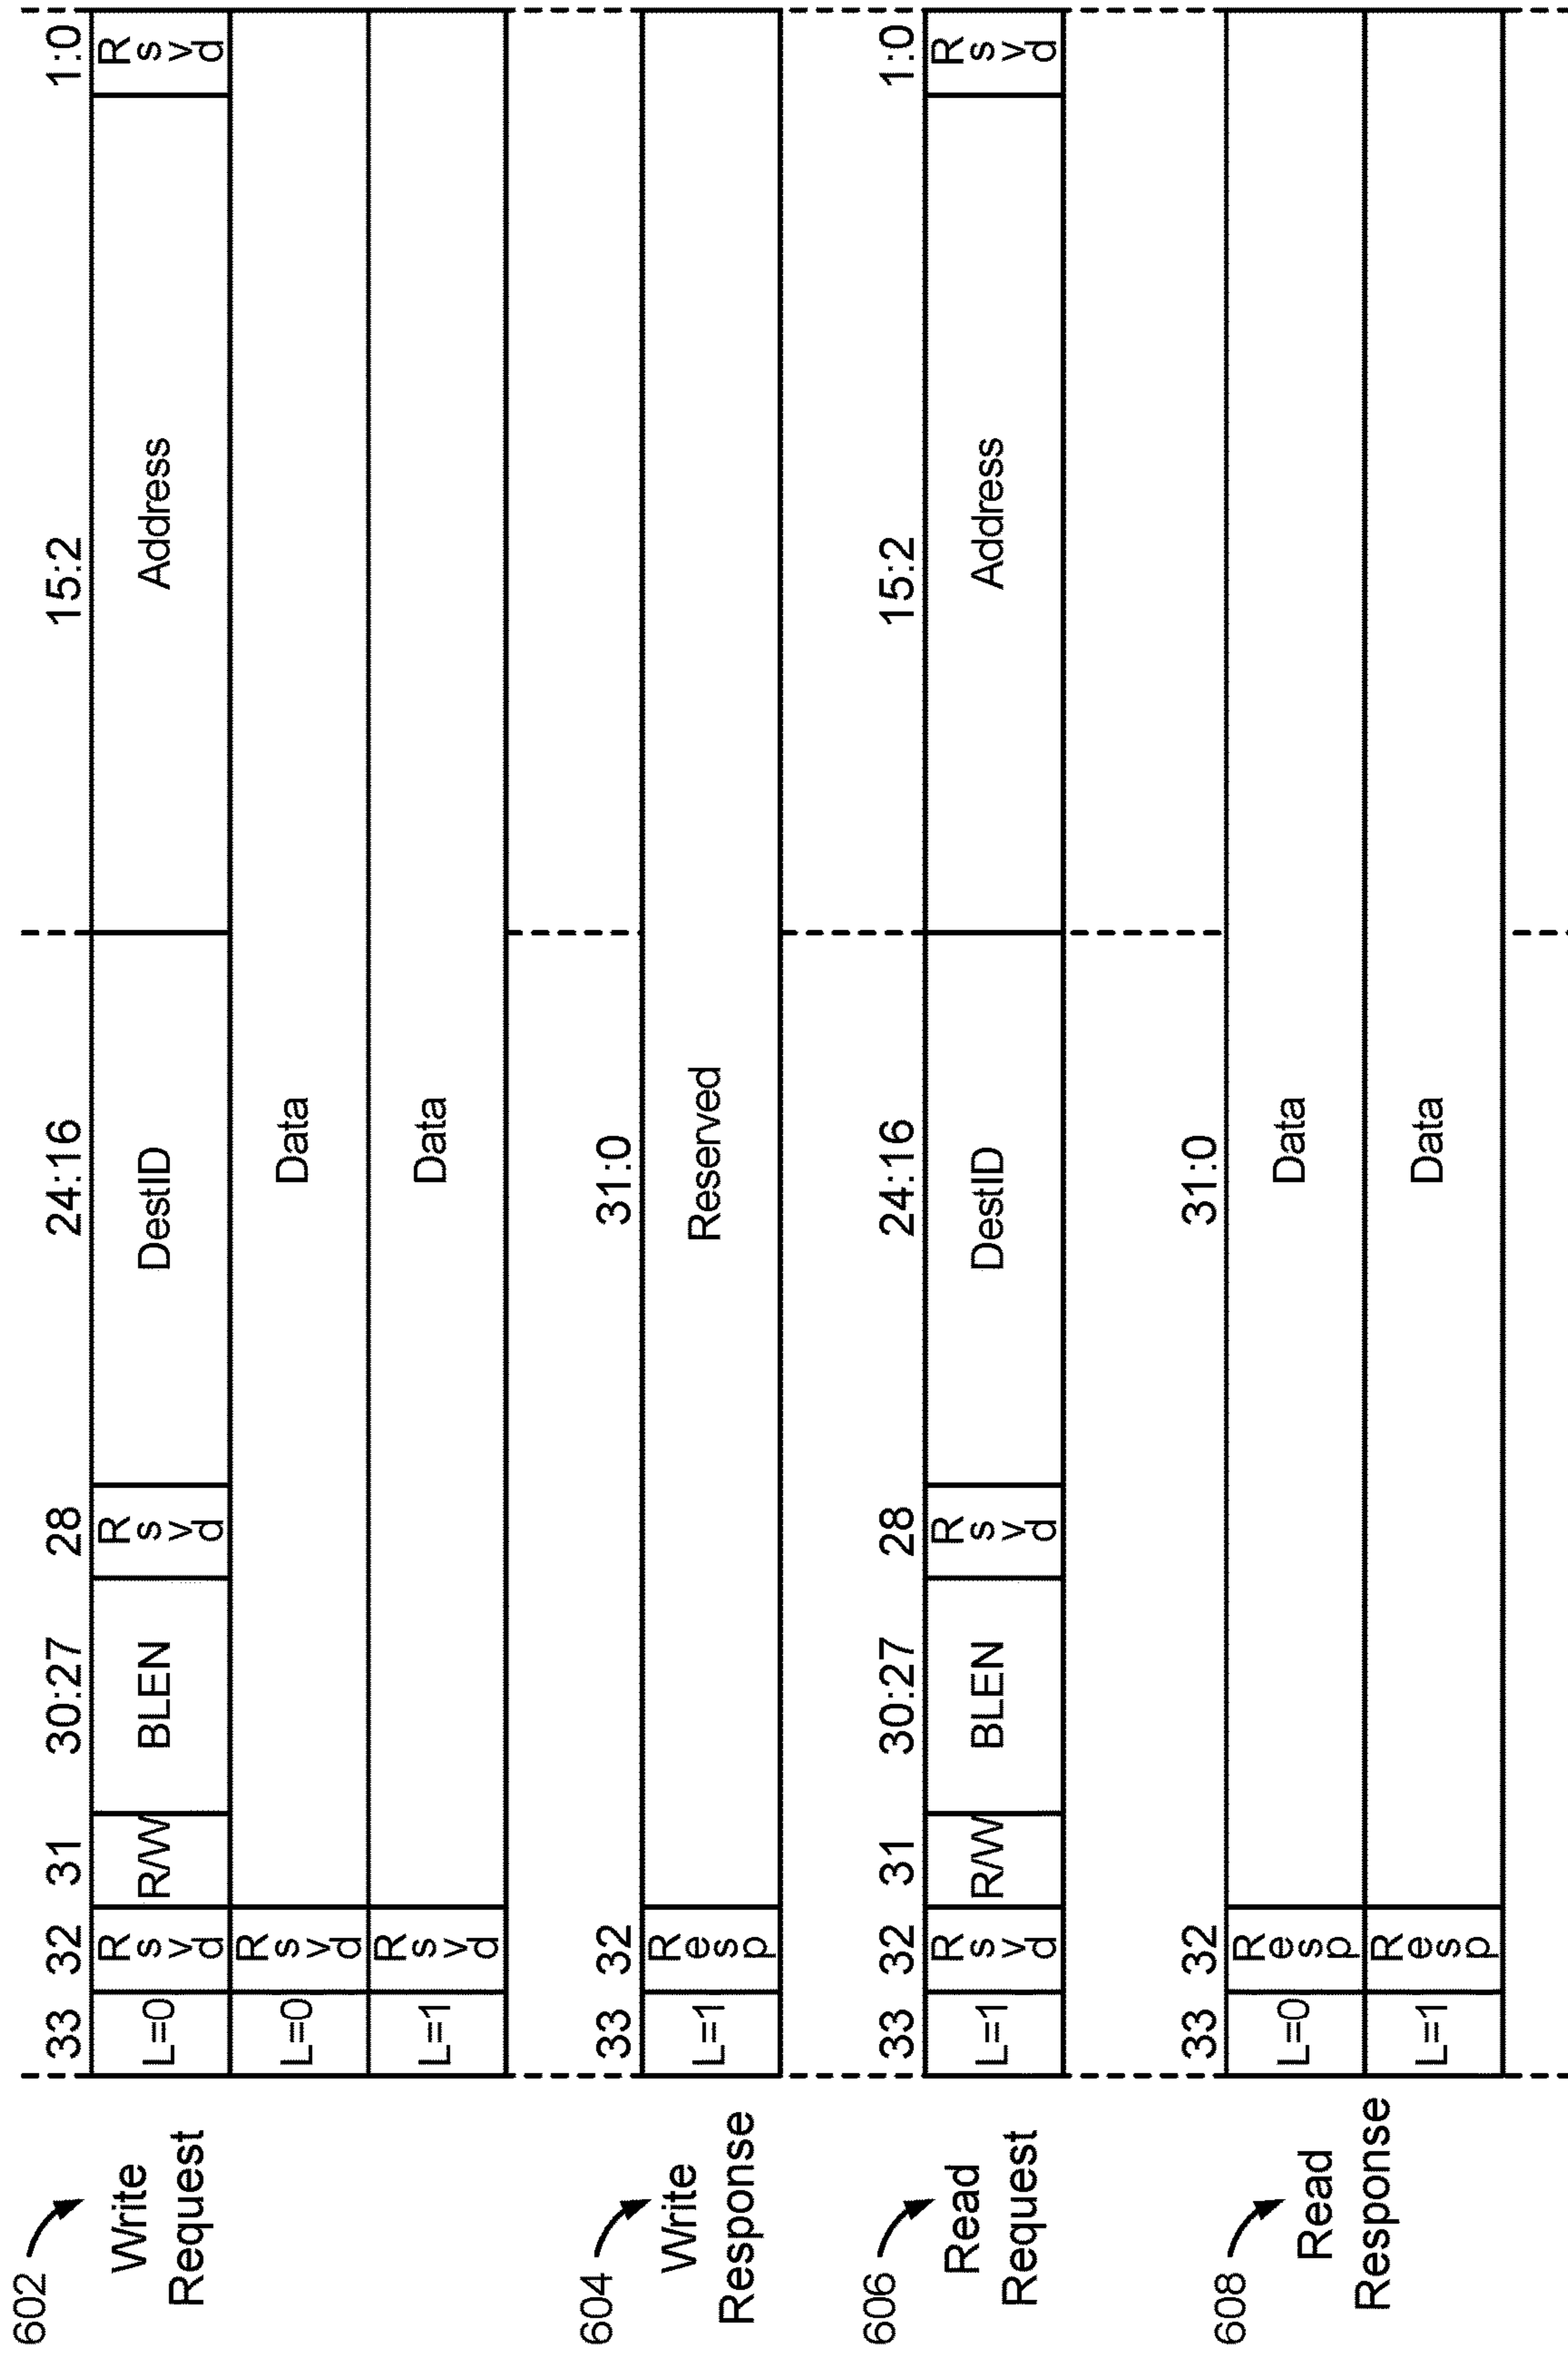 602
Write
Request
33 32 31 30:27 28 24:16 15:2 1:0
L=0 Rsvd R/W BLEN Rsvd DestID Address Rsvd
L=0 Rsvd Data
L=1 Rsvd Data
604
Write
Response
33 32 31:0
L=1 Resp Reserved
606
Read
Request
33 32 31 30:27 28 24:16 15:2 1:0
L=1 Rsvd R/W BLEN Rsvd DestID Address Rsvd
608
Read
Response
33 32 31:0
L=0 Resp Data
L=1 Resp Data